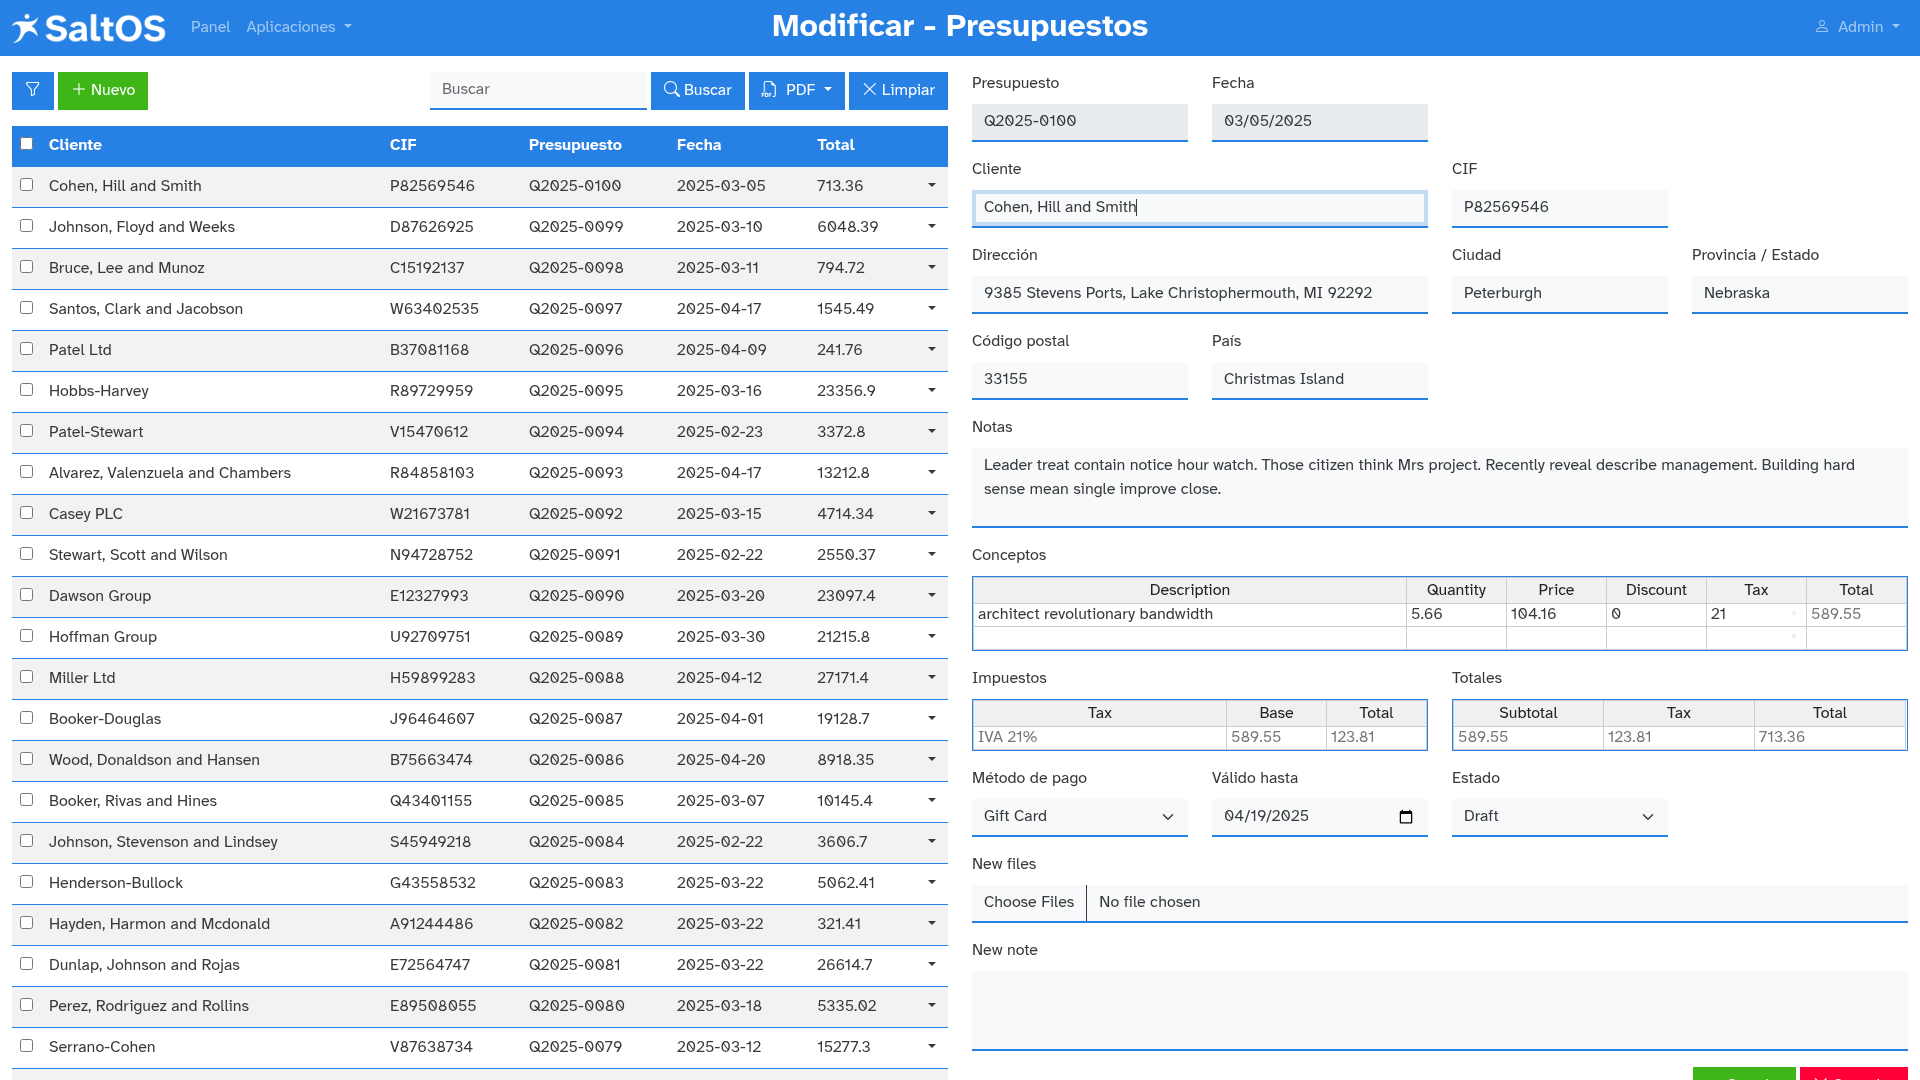 SaltOS Panel Aplicaciones Modificar - Presupuestos Admin
Nuevo Buscar Buscar PDF Limpiar
Cliente CIF Presupuesto Fecha Total
Cohen, Hill and Smith P82569546 Q2025-0100 2025-03-05 713.36
Johnson, Floyd and Weeks D87626925 Q2025-0099 2025-03-10 6048.39
Bruce, Lee and Munoz C15192137 Q2025-0098 2025-03-11 794.72
Santos, Clark and Jacobson W63402535 Q2025-0097 2025-04-17 1545.49
Patel Ltd B37081168 Q2025-0096 2025-04-09 241.76
Hobbs-Harvey R89729959 Q2025-0095 2025-03-16 23356.9
Patel-Stewart V15470612 Q2025-0094 2025-02-23 3372.8
Alvarez, Valenzuela and Chambers R84858103 Q2025-0093 2025-04-17 13212.8
Casey PLC W21673781 Q2025-0092 2025-03-15 4714.34
Stewart, Scott and Wilson N94728752 Q2025-0091 2025-02-22 2550.37
Dawson Group E12327993 Q2025-0090 2025-03-20 23097.4
Hoffman Group U92709751 Q2025-0089 2025-03-30 21215.8
Miller Ltd H59899283 Q2025-0088 2025-04-12 27171.4
Booker-Douglas J96464607 Q2025-0087 2025-04-01 19128.7
Wood, Donaldson and Hansen B75663474 Q2025-0086 2025-04-20 8918.35
Booker, Rivas and Hines Q43401155 Q2025-0085 2025-03-07 10145.4
Johnson, Stevenson and Lindsey S45949218 Q2025-0084 2025-02-22 3606.7
Henderson-Bullock G43558532 Q2025-0083 2025-03-22 5062.41
Hayden, Harmon and Mcdonald A91244486 Q2025-0082 2025-03-22 321.41
Dunlap, Johnson and Rojas E72564747 Q2025-0081 2025-03-22 26614.7
Perez, Rodriguez and Rollins E89508055 Q2025-0080 2025-03-18 5335.02
Serrano-Cohen V87638734 Q2025-0079 2025-03-12 15277.3
Presupuesto Fecha
Q2025-0100 03/05/2025
Cliente CIF
Cohen, Hill and Smith P82569546
Dirección Ciudad Provincia / Estado
9385 Stevens Ports, Lake Christophermouth, MI 92292 Peterburgh Nebraska
Código postal País
33155 Christmas Island
Notas
Leader treat contain notice hour watch. Those citizen think Mrs project. Recently reveal describe management. Building hard
sense mean single improve close.
Conceptos
Description Quantity Price Discount Tax Total
architect revolutionary bandwidth 5.66 104.16 0 21 589.55
Impuestos Totales
Tax Base Total Subtotal Tax Total
IVA 21% 589.55 123.81 589.55 123.81 713.36
Método de pago Válido hasta Estado
Gift Card 04/19/2025 Draft
New files
Choose Files No file chosen
New note